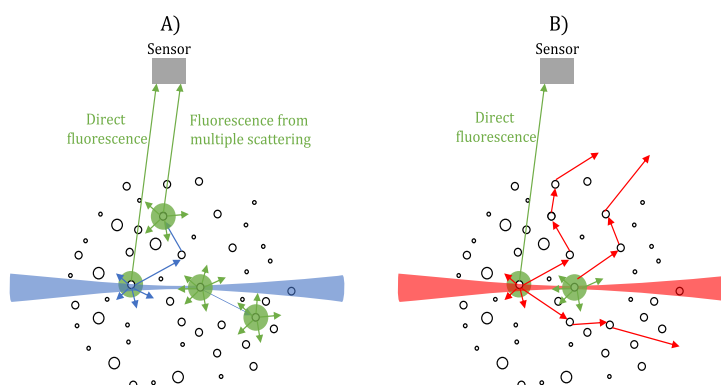 A)
Sensor
Direct
fluorescence
Fluorescence from
multiple scattering
B)
Sensor
Direct
fluorescence